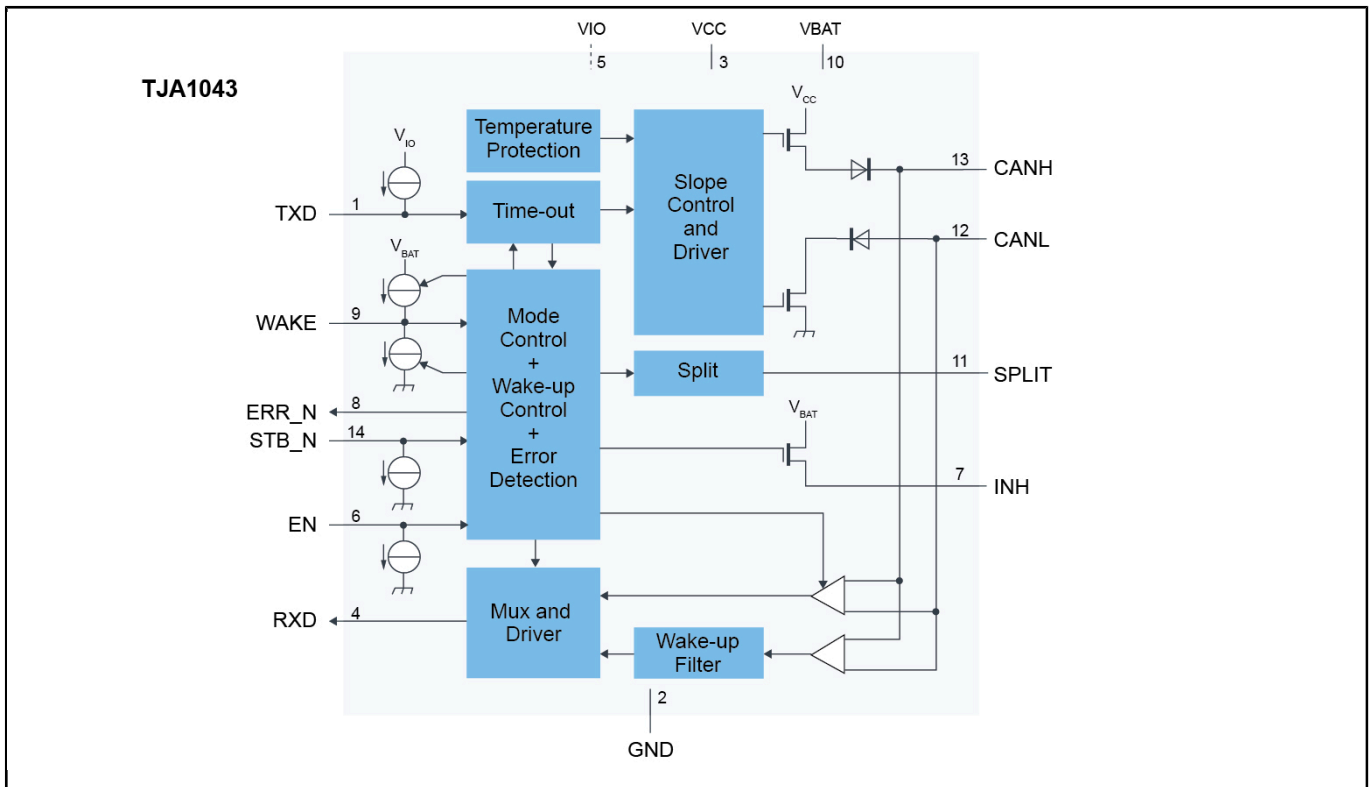 VIO
VCC
VBAT
5
3
10
TJA1043
VCC
Temperature
Protection
VIO
Slope
Control
and
Driver
13
CANH
TXD
1
Time-out
12
CANL
VBAT
WAKE
9
Mode
Control
+
Wake-up
Control
+
Error
Detection
Split
11
SPLIT
ERR_N
8
VBAT
STB_N
14
7
INH
EN
6
RXD
4
Mux and
Driver
Wake-up
Filter
2
GND